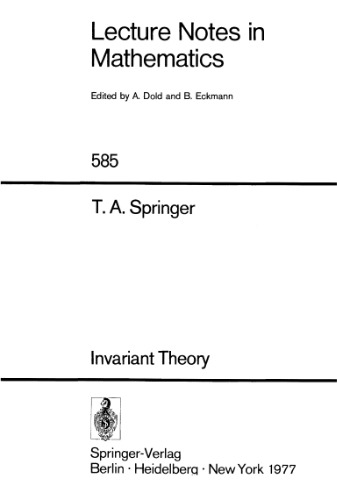 Lecture Notes in
Mathematics
Edited by A. Dold and B. Eckmann
585
T. A. Springer
Invariant Theory
Springer-Verlag
Berlin · Heidelberg · New York 1977